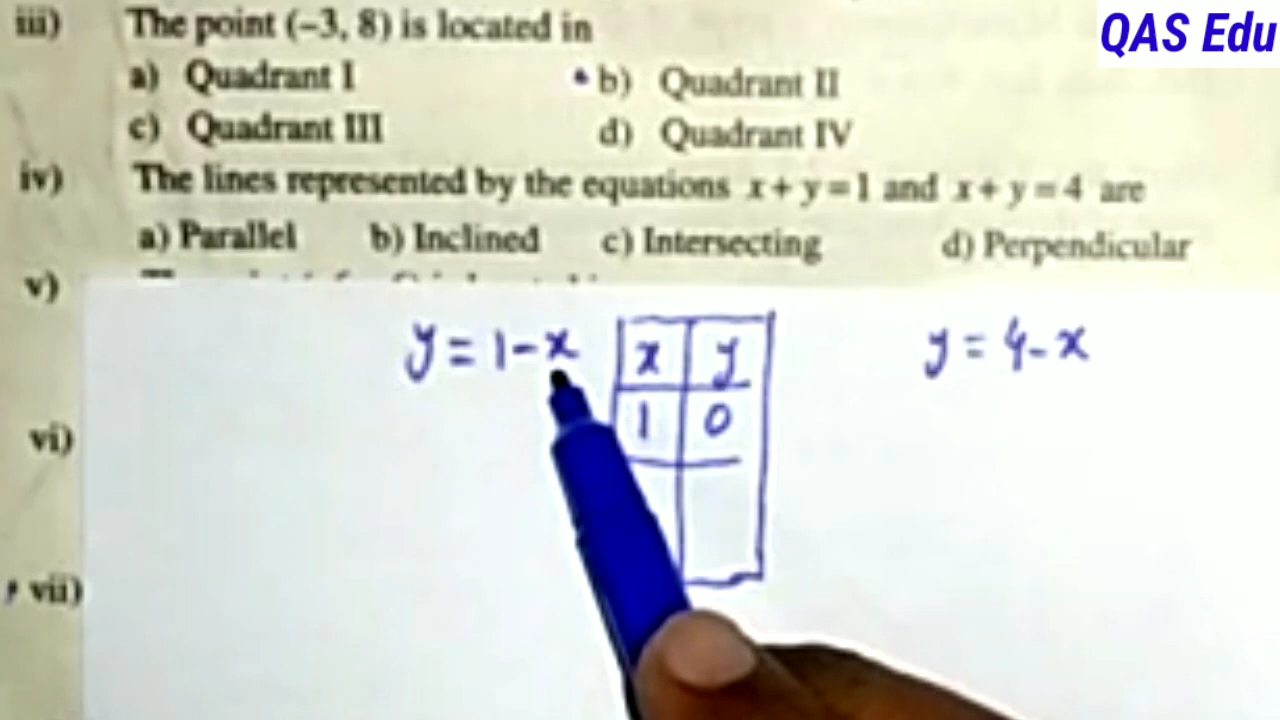 QAS Edu
iii) The point (−3, 8) is located in
a) Quadrant I b) Quadrant II
c) Quadrant III d) Quadrant IV
iv) The lines represented by the equations x + y = 1 and x + y = 4 are
a) Parallel b) Inclined c) Intersecting d) Perpendicular
v)
y = 1 - x x y y = 4 - x
1 0
vi)
vii)